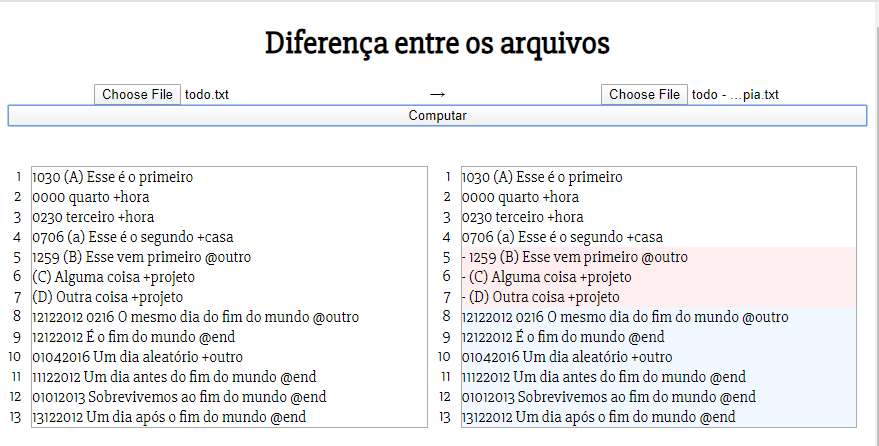 Diferença entre os arquivos
Choose File todo.txt → Choose File todo - ...pia.txt
Computar
1 1030 (A) Esse é o primeiro
2 0000 quarto +hora
3 0230 terceiro +hora
4 0706 (a) Esse é o segundo +casa
5 1259 (B) Esse vem primeiro @outro
6 (C) Alguma coisa +projeto
7 (D) Outra coisa +projeto
8 12122012 0216 O mesmo dia do fim do mundo @outro
9 12122012 É o fim do mundo @end
10 01042016 Um dia aleatório +outro
11 11122012 Um dia antes do fim do mundo @end
12 01012013 Sobrevivemos ao fim do mundo @end
13 13122012 Um dia após o fim do mundo @end
1 1030 (A) Esse é o primeiro
2 0000 quarto +hora
3 0230 terceiro +hora
4 0706 (a) Esse é o segundo +casa
5 - 1259 (B) Esse vem primeiro @outro
6 - (C) Alguma coisa +projeto
7 - (D) Outra coisa +projeto
8 12122012 0216 O mesmo dia do fim do mundo @outro
9 12122012 É o fim do mundo @end
10 01042016 Um dia aleatório +outro
11 11122012 Um dia antes do fim do mundo @end
12 01012013 Sobrevivemos ao fim do mundo @end
13 13122012 Um dia após o fim do mundo @end